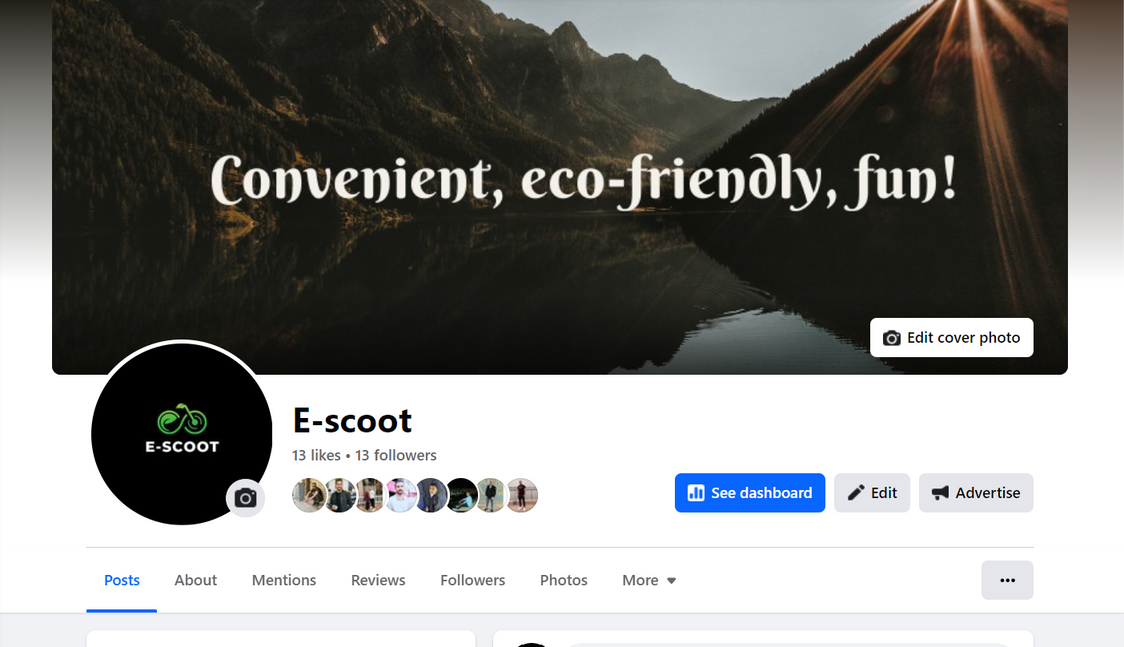 Convenient, eco-friendly, fun!
Edit cover photo
E-SCOOT
E-scoot
13 likes • 13 followers
See dashboard
Edit
Advertise
Posts
About
Mentions
Reviews
Followers
Photos
More